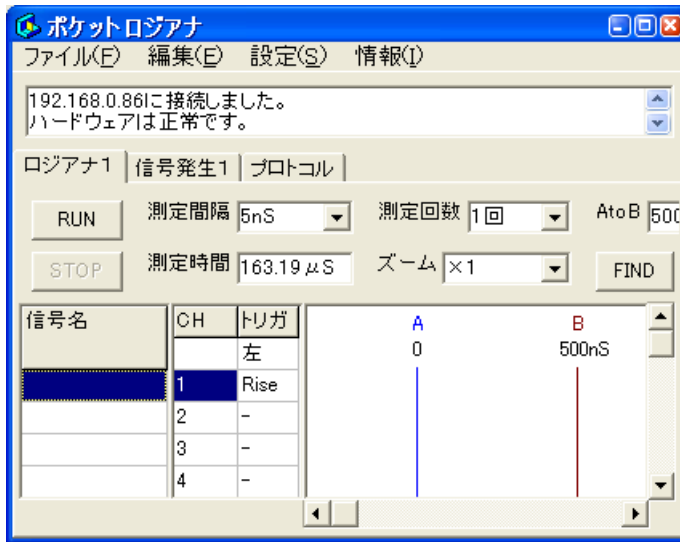 ポケットロジアナ
ファイル(F) 編集(E) 設定(S) 情報(I)
192.168.0.86に接続しました。
ハードウェアは正常です。
ロジアナ1 信号発生1 プロトコル
RUN 測定間隔 5nS 測定回数 1回 AtoB 500
STOP 測定時間 163.19μS ズーム ×1 FIND
信号名 CH トリガ A B
左 0 500nS
1 Rise
2 -
3 -
4 -